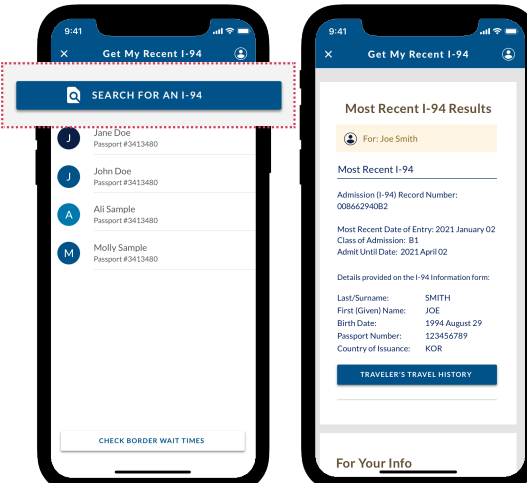 9:41
Get My Recent I-94
SEARCH FOR AN I-94
J
Jane Doe
Passport #3413480
J
John Doe
Passport #3413480
A
Ali Sample
Passport #3413480
M
Molly Sample
Passport #3413480
CHECK BORDER WAIT TIMES
9:41
Get My Recent I-94
Most Recent I-94 Results
For: Joe Smith
Most Recent I-94
Admission (I-94) Record Number:
008662940B2
Most Recent Date of Entry: 2021 January 02
Class of Admission: B1
Admit Until Date: 2021 April 02
Details provided on the I-94 Information form:
Last/Surname: SMITH
First (Given) Name: JOE
Birth Date: 1994 August 29
Passport Number: 123456789
Country of Issuance: KOR
TRAVELER'S TRAVEL HISTORY
For Your Info